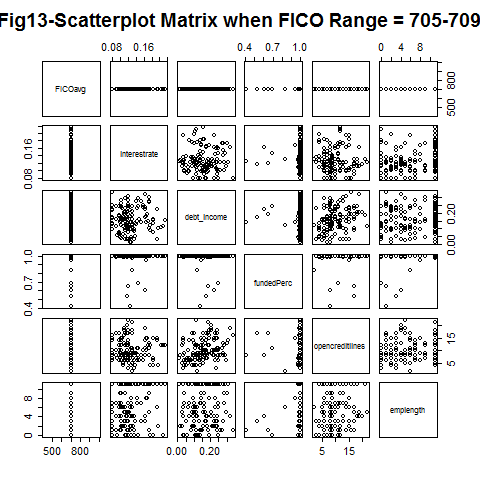 Fig13-Scatterplot Matrix when FICO Range = 705-709
0.08 0.16 0.4 0.6 0.8 1.0 0 4 8
FICOavg
500 800
0.08 0.16
Interestrate
debt_income
0.00 0.20
0.4 0.6 0.8 1.0
fundedPerc
opencreditlines
5 15
0 4 8
emplength
500 800 0.00 0.20 5 15